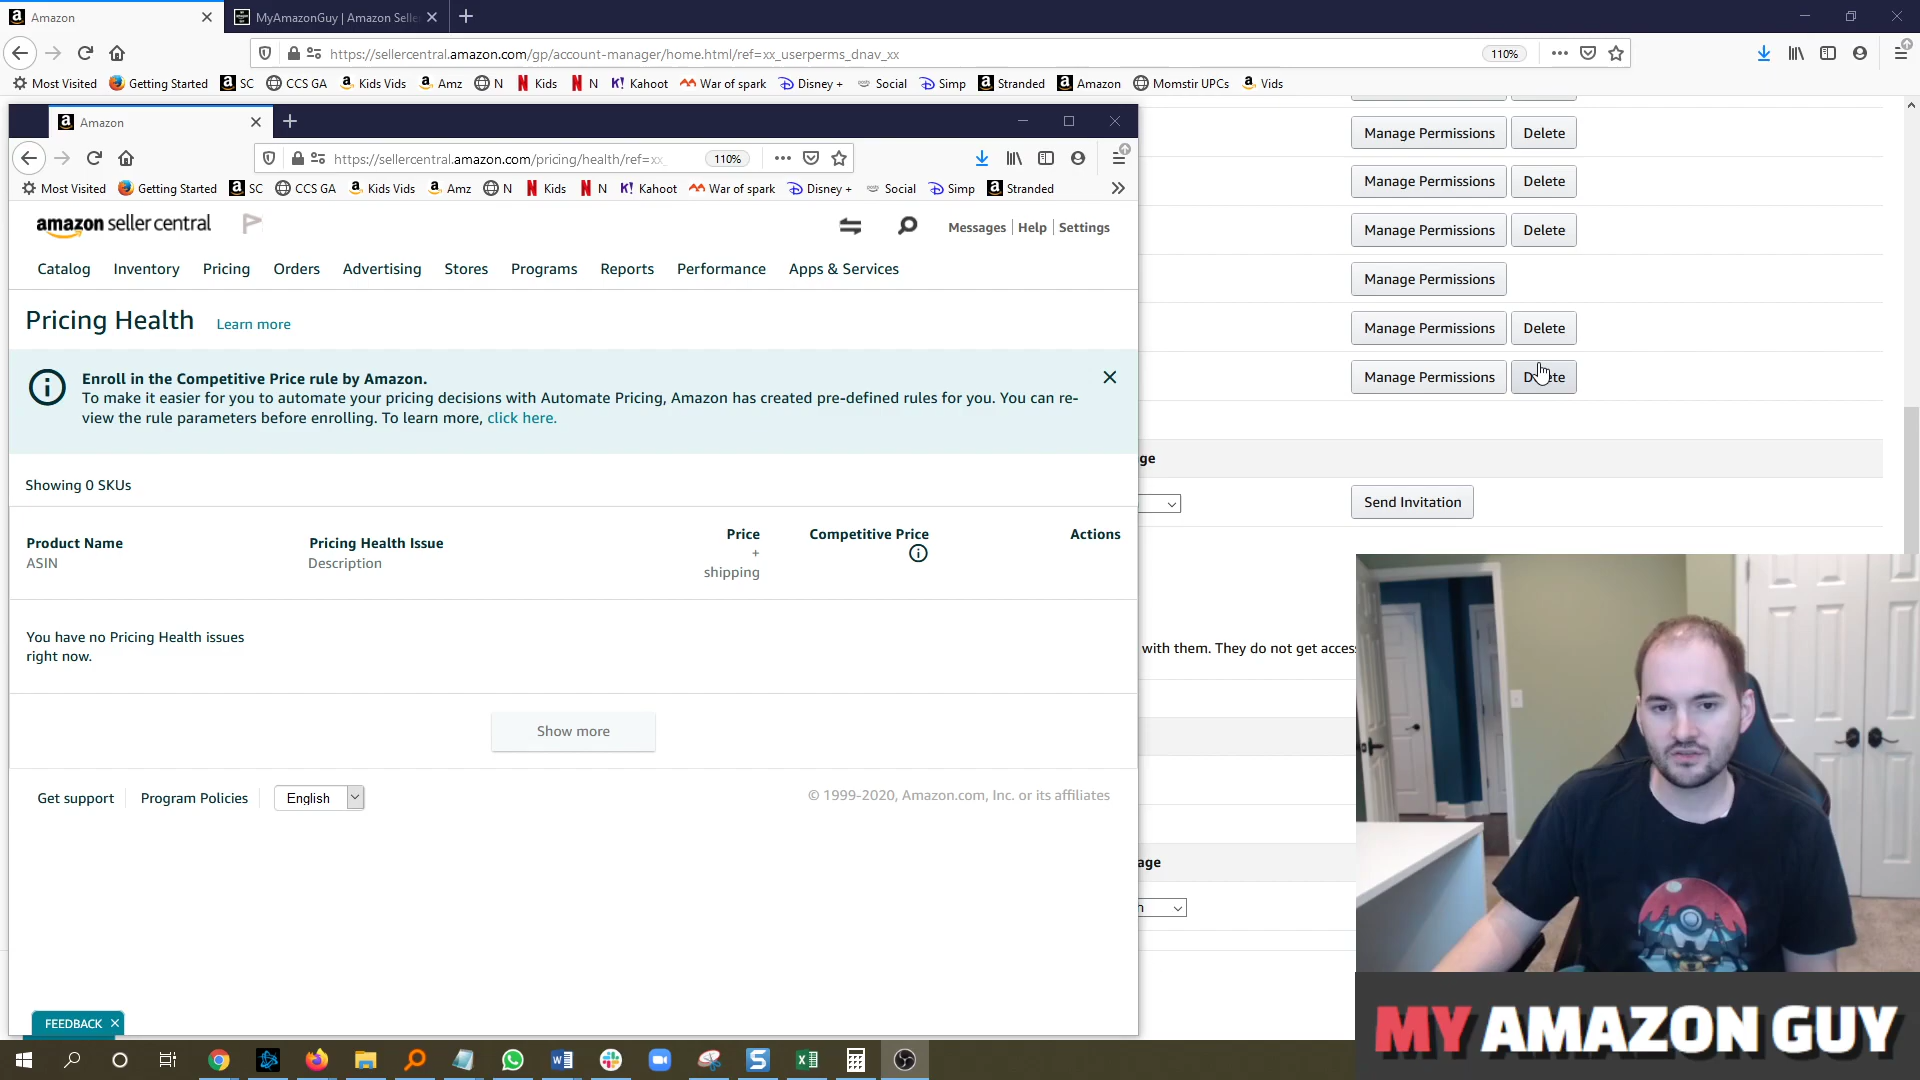 Amazon
MyAmazonGuy | Amazon Selle
https://sellercentral.amazon.com/gp/account-manager/home.html/ref=xx_userperms_dnav_xx
110%
Most Visited Getting Started SC CCS GA Kids Vids Amz N Kids N Kahoot War of spark Disney + Social Simp Stranded Amazon Momstir UPCs Vids
Amazon
https://sellercentral.amazon.com/pricing/health/ref=xx_
110%
Most Visited Getting Started SC CCS GA Kids Vids Amz N Kids N Kahoot War of spark Disney + Social Simp Stranded
amazon seller central
Messages | Help | Settings
Catalog Inventory Pricing Orders Advertising Stores Programs Reports Performance Apps & Services
Pricing Health Learn more
Enroll in the Competitive Price rule by Amazon.
To make it easier for you to automate your pricing decisions with Automate Pricing, Amazon has created pre-defined rules for you. You can re-
view the rule parameters before enrolling. To learn more, click here.
Showing 0 SKUs
Product Name
ASIN
Pricing Health Issue
Description
Price
+
shipping
Competitive Price
Actions
You have no Pricing Health issues
right now.
Show more
Get support Program Policies English
© 1999-2020, Amazon.com, Inc. or its affiliates
FEEDBACK
Manage Permissions Delete
Manage Permissions Delete
Manage Permissions Delete
Manage Permissions
Manage Permissions Delete
Manage Permissions Delete
ge
Send Invitation
with them. They do not get acces
age
n
MY AMAZON GUY